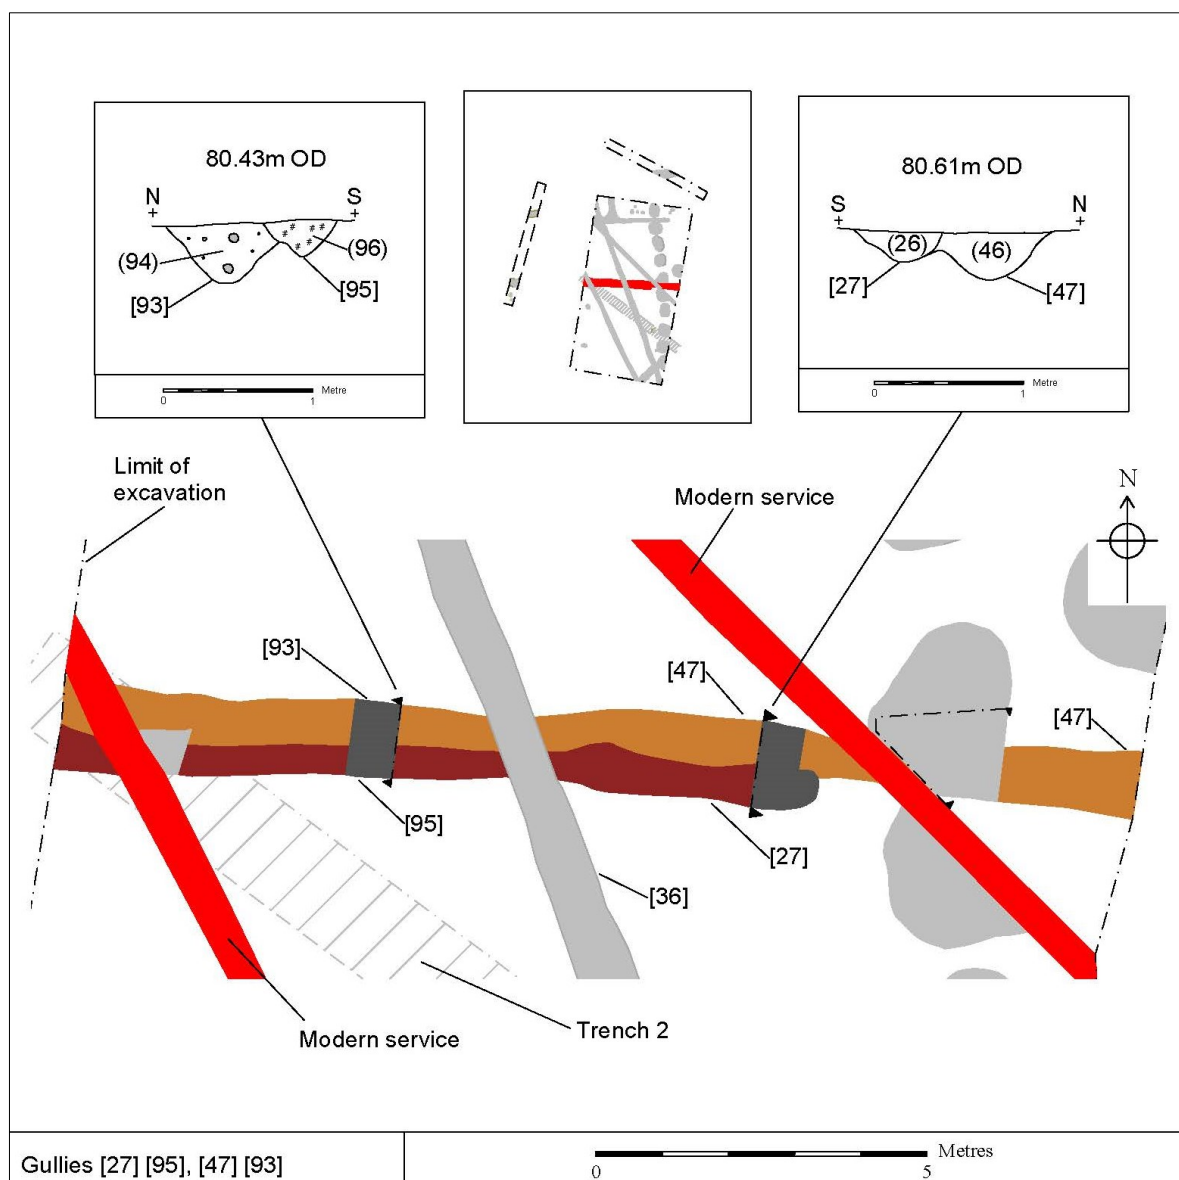 80.43m OD
N S
(94) (96)
[93] [95]
0 1 Metre
80.61m OD
S N
(26) (46)
[27] [47]
0 1 Metre
Limit of
excavation
Modern service
N
[93]
[47]
[47]
[95]
[27]
[36]
Modern service
Trench 2
Gullies [27] [95], [47] [93]
0 5 Metres